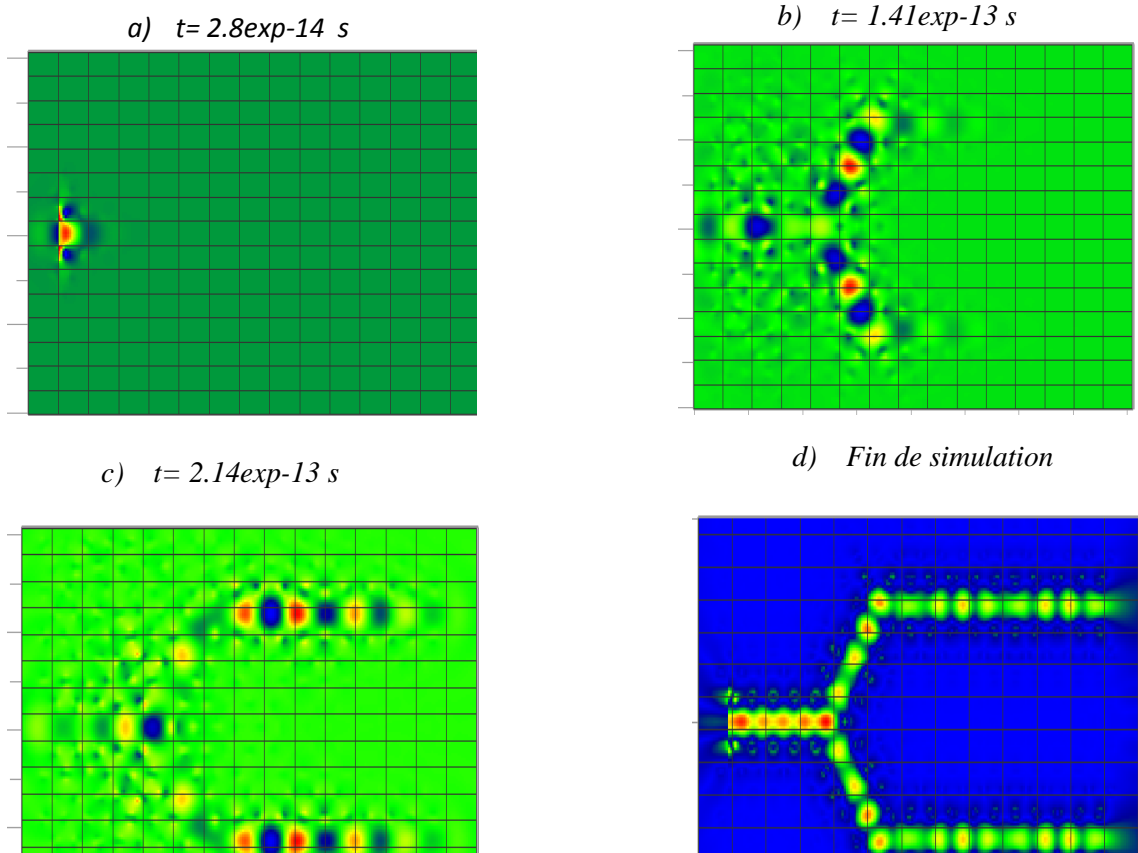 a) t= 2.8exp-14 s
b) t= 1.41exp-13 s
c) t= 2.14exp-13 s
d) Fin de simulation